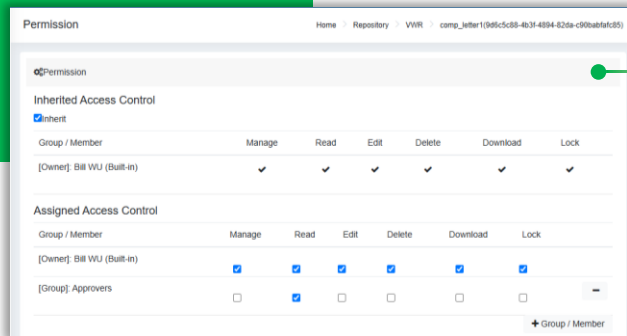 Permission
Home > Repository > VWR > comp_letter1(9d6c5c88-4b3f-4894-82da-c90babfafc85)
Permission
Inherited Access Control
Inherit
Group / Member Manage Read Edit Delete Download Lock
[Owner]: Bill WU (Built-in)
Assigned Access Control
Group / Member Manage Read Edit Delete Download Lock
[Owner]: Bill WU (Built-in)
[Group]: Approvers
+ Group / Member